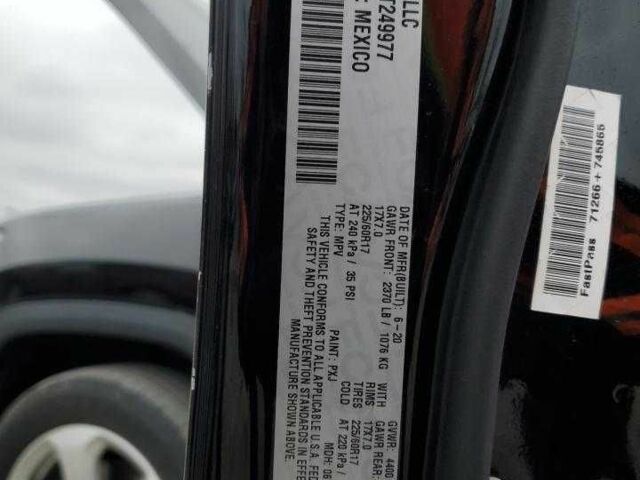 LLC
T249977
MEXICO
DATE OF MFR(BUILT): 6-20
GAWR FRONT: 2370 LB / 1076 KG WITH
17X7.0 RIMS
225/60R17 TIRES
AT 240 kPa / 35 PSI COLD
TYPE: MPV PAINT: PXJ
THIS VEHICLE CONFORMS TO ALL APPLICABLE U.S.A. FED
SAFETY AND THEFT PREVENTION STANDARDS IN EFFE
MANUFACTURE SHOWN ABOVE.
GVWR: 4400
GAWR REAR:
17X7.0
225/60R17
AT 220 kPa /
MDH: 06
FastPass 71266 + 745865